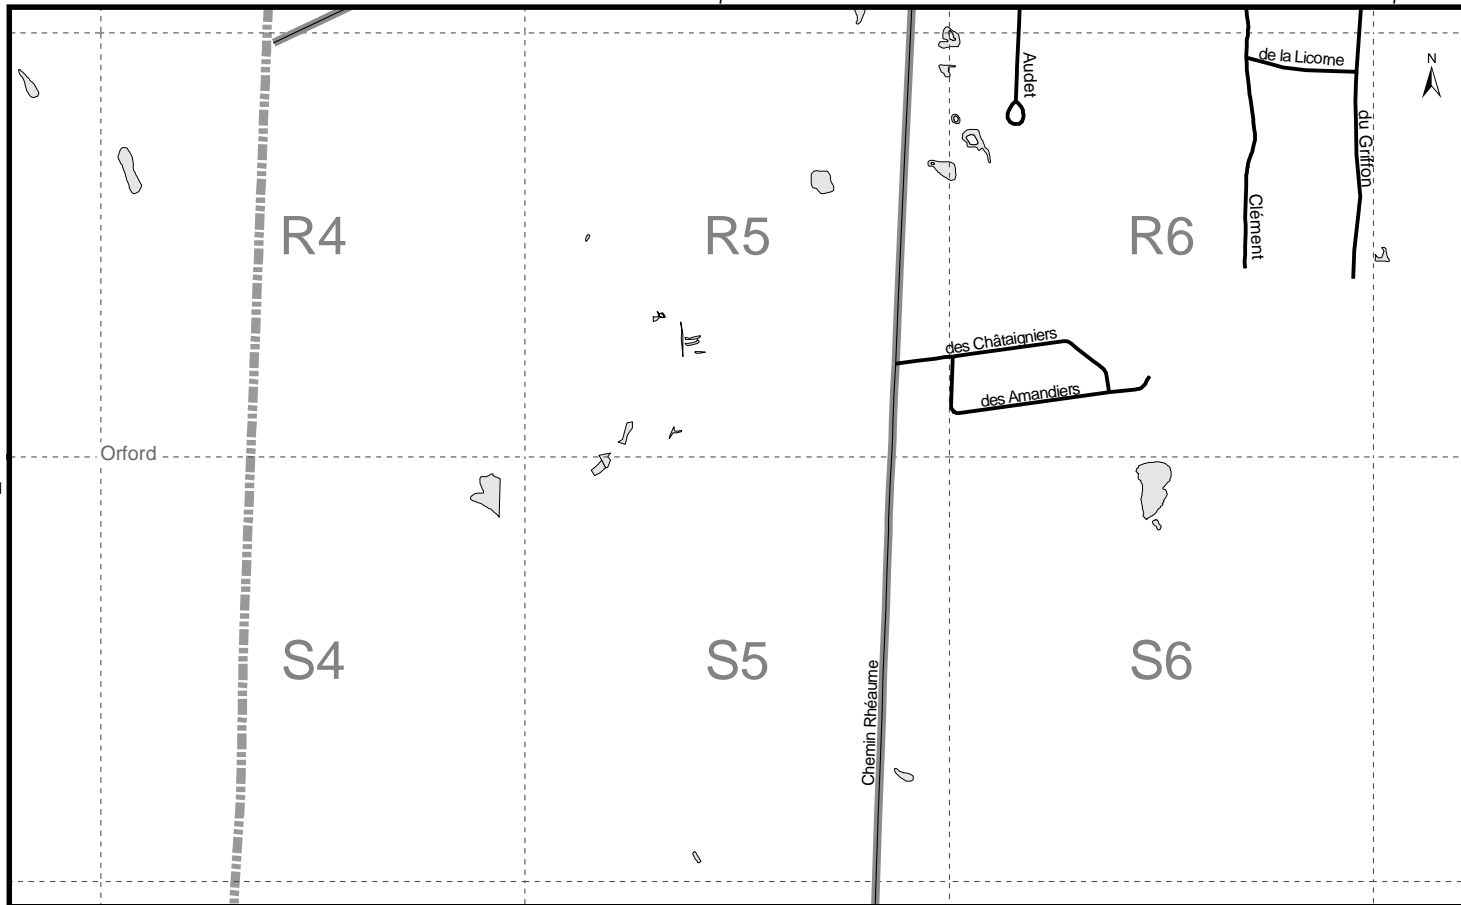 de la Licorne
N
Audet
du Griffon
Clément
R4
R5
R6
des Châtaigniers
des Amandiers
Orford
S4
S5
S6
Chemin Rhéaume